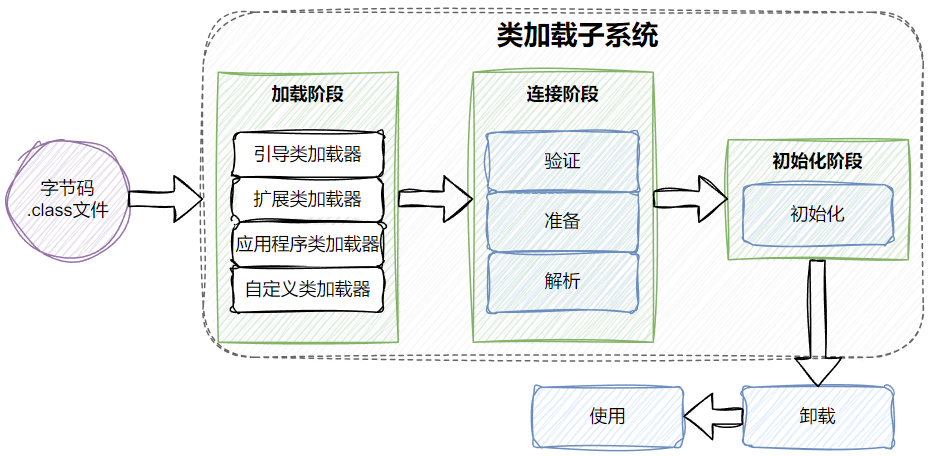 类加载子系统
字节码
.class文件
加载阶段
引导类加载器
扩展类加载器
应用程序类加载器
自定义类加载器
连接阶段
验证
准备
解析
初始化阶段
初始化
使用
卸载